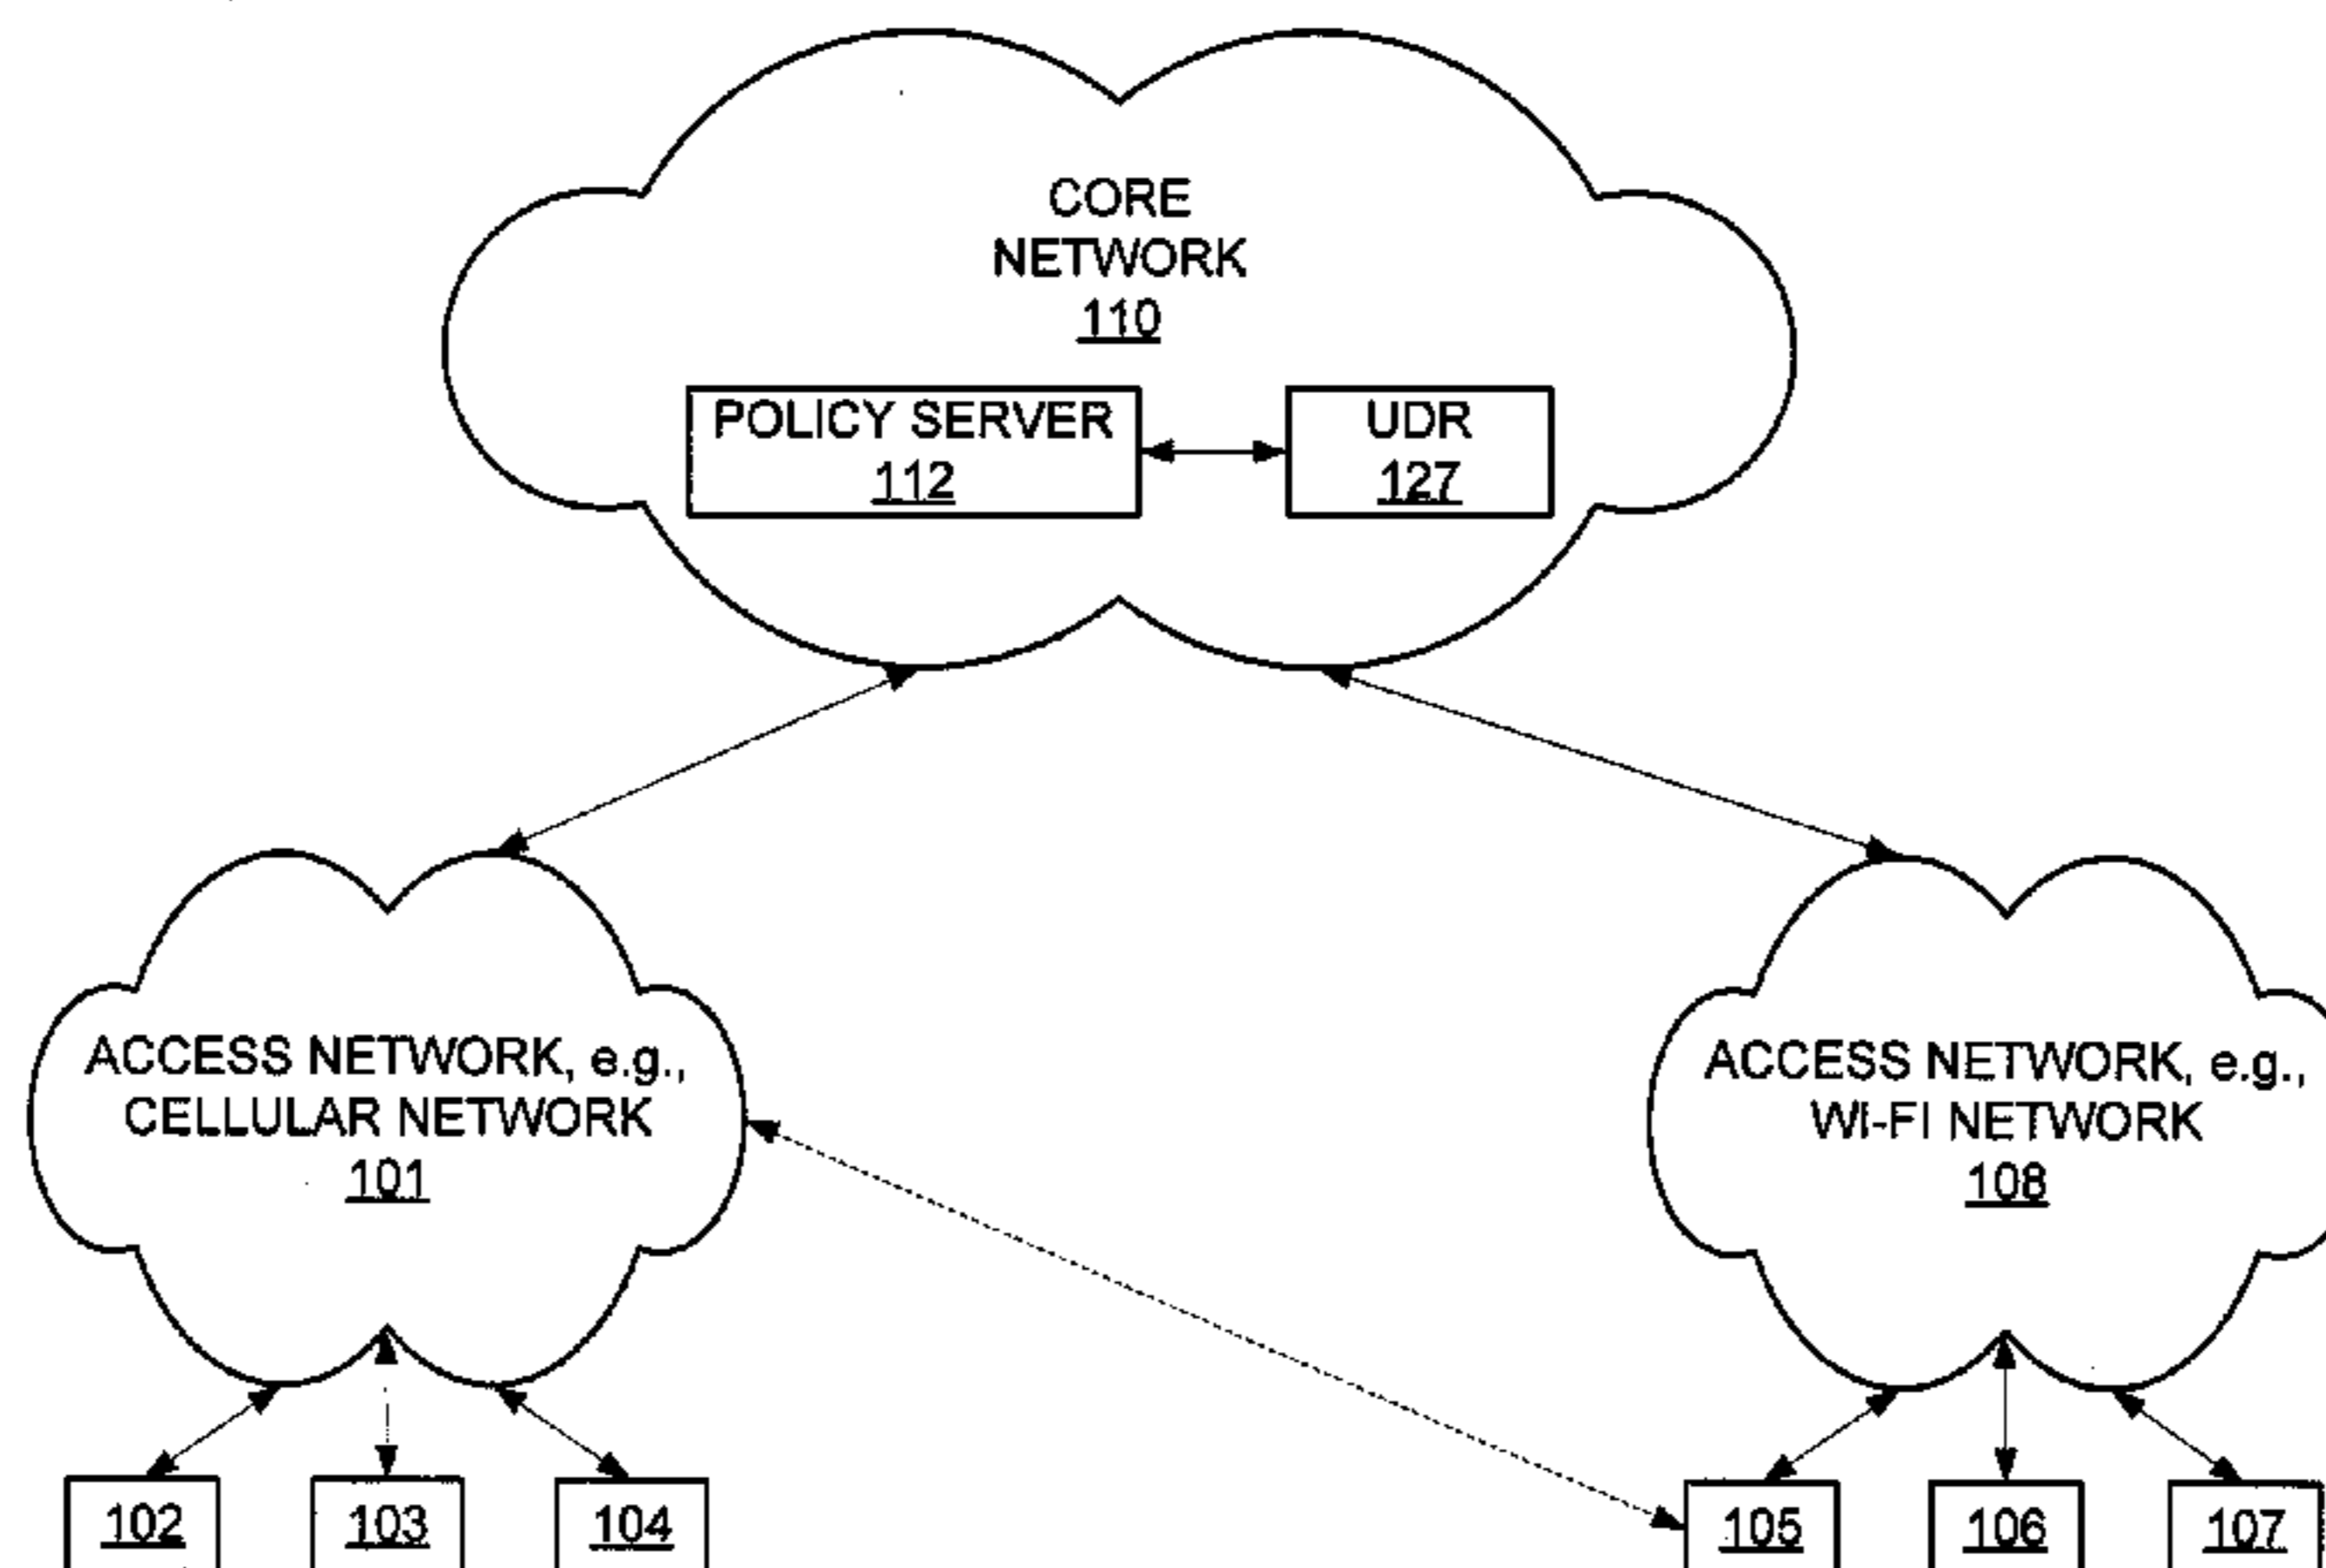 CORE
NETWORK
110
POLICY SERVER
112
UDR
127
ACCESS NETWORK, e.g.,
CELLULAR NETWORK
101
ACCESS NETWORK, e.g.,
WI-FI NETWORK
108
102
103
104
105
106
107